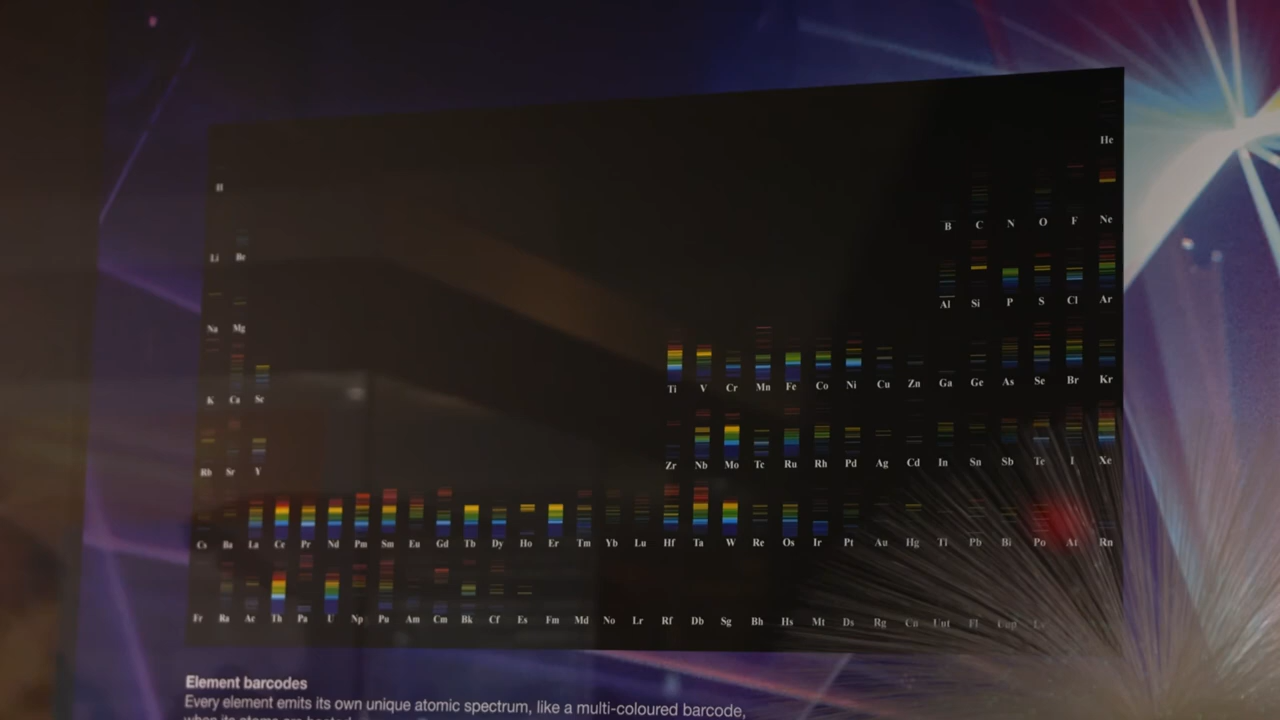 He
H
B C N O F Ne
Li Be
Al Si P S Cl Ar
Na Mg
K Ca Sc Ti V Cr Mn Fe Co Ni Cu Zn Ga Ge As Se Br Kr
Rb Sr Y Zr Nb Mo Tc Ru Rh Pd Ag Cd In Sn Sb Te I Xe
Cs Ba La Ce Pr Nd Pm Sm Eu Gd Tb Dy Ho Er Tm Yb Lu Hf Ta W Re Os Ir Pt Au Hg Ti Pb Bi Po At Rn
Fr Ra Ac Th Pa U Np Pu Am Cm Bk Cf Es Fm Md No Lr Rf Db Sg Bh Hs Mt Ds Rg Cn Unt Fl Uup
Element barcodes
Every element emits its own unique atomic spectrum, like a multi-coloured barcode,